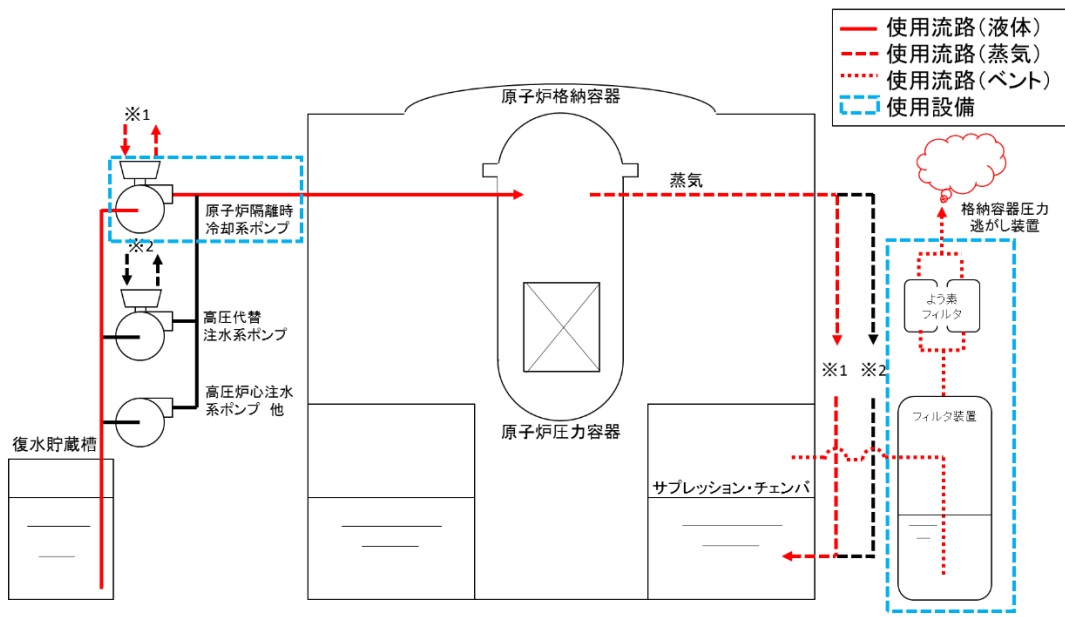 使用流路(液体)
使用流路(蒸気)
使用流路(ベント)
使用設備
原子炉格納容器
※1
蒸気
原子炉隔離時
冷却系ポンプ
格納容器圧力
逃がし装置
※2
よう素
フィルタ
高圧代替
注水系ポンプ
※1
※2
高圧炉心注水
系ポンプ 他
フィルタ装置
原子炉圧力容器
復水貯蔵槽
サプレッション・チェンバ